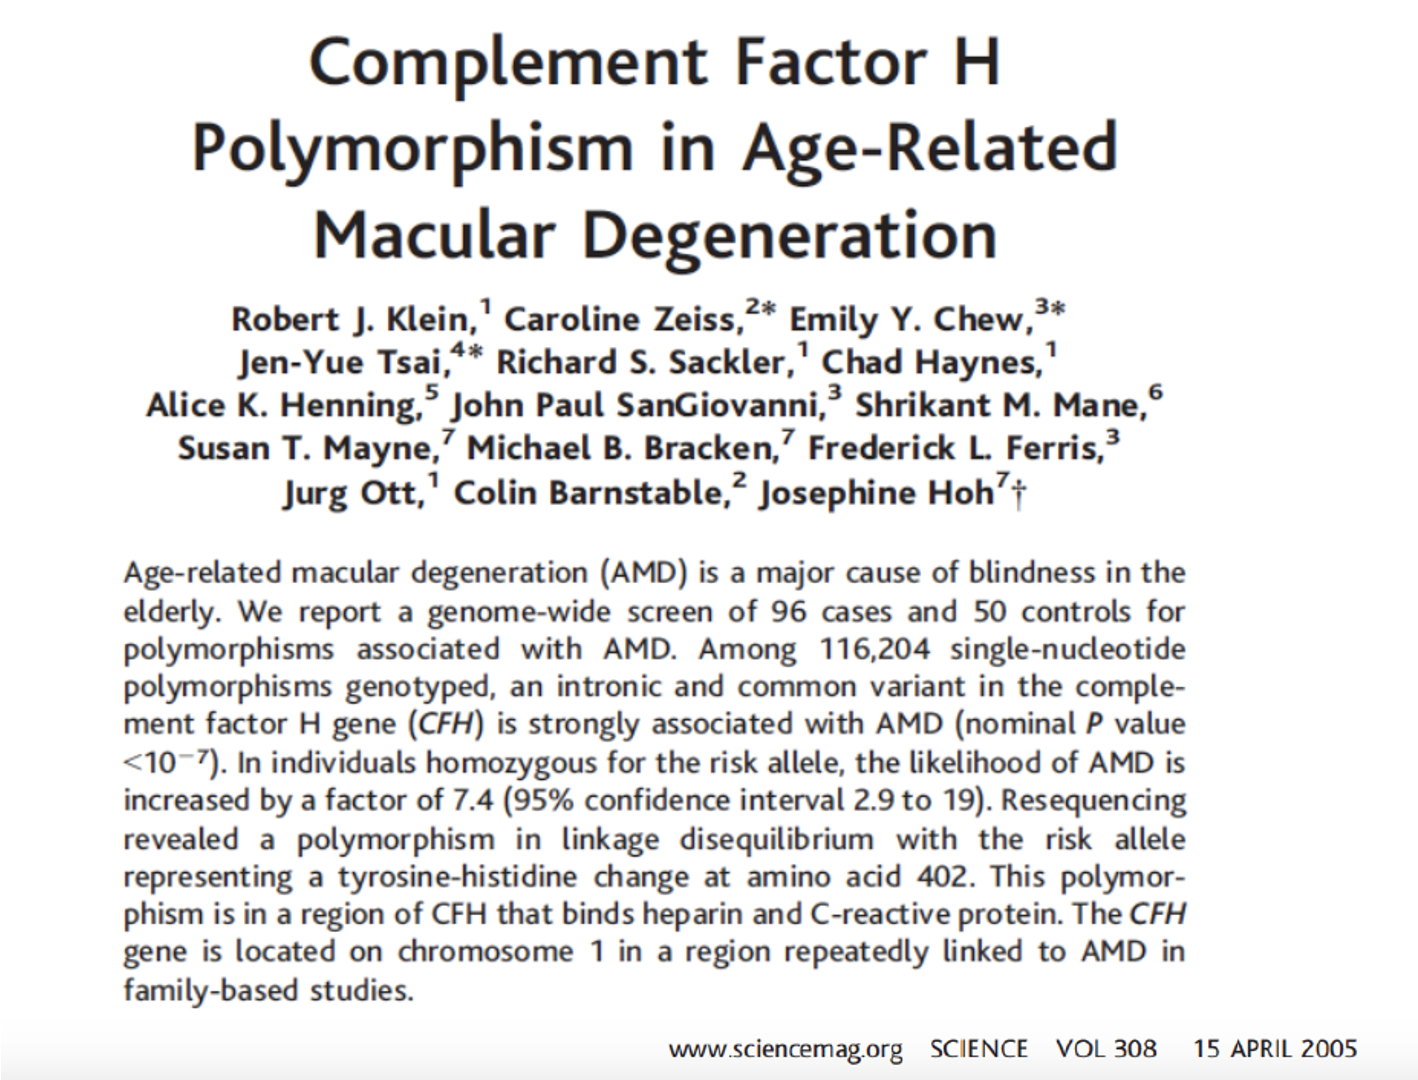 Complement Factor H
Polymorphism in Age-Related
Macular Degeneration
Robert J. Klein,¹ Caroline Zeiss,²* Emily Y. Chew,³*
Jen-Yue Tsai,⁴* Richard S. Sackler,¹ Chad Haynes,¹
Alice K. Henning,⁵ John Paul SanGiovanni,³ Shrikant M. Mane,⁶
Susan T. Mayne,⁷ Michael B. Bracken,⁷ Frederick L. Ferris,³
Jurg Ott,¹ Colin Barnstable,² Josephine Hoh⁷†
Age-related macular degeneration (AMD) is a major cause of blindness in the
elderly. We report a genome-wide screen of 96 cases and 50 controls for
polymorphisms associated with AMD. Among 116,204 single-nucleotide
polymorphisms genotyped, an intronic and common variant in the comple-
ment factor H gene (CFH) is strongly associated with AMD (nominal P value
<10⁻⁷). In individuals homozygous for the risk allele, the likelihood of AMD is
increased by a factor of 7.4 (95% confidence interval 2.9 to 19). Resequencing
revealed a polymorphism in linkage disequilibrium with the risk allele
representing a tyrosine-histidine change at amino acid 402. This polymor-
phism is in a region of CFH that binds heparin and C-reactive protein. The CFH
gene is located on chromosome 1 in a region repeatedly linked to AMD in
family-based studies.
www.sciencemag.org SCIENCE VOL 308 15 APRIL 2005